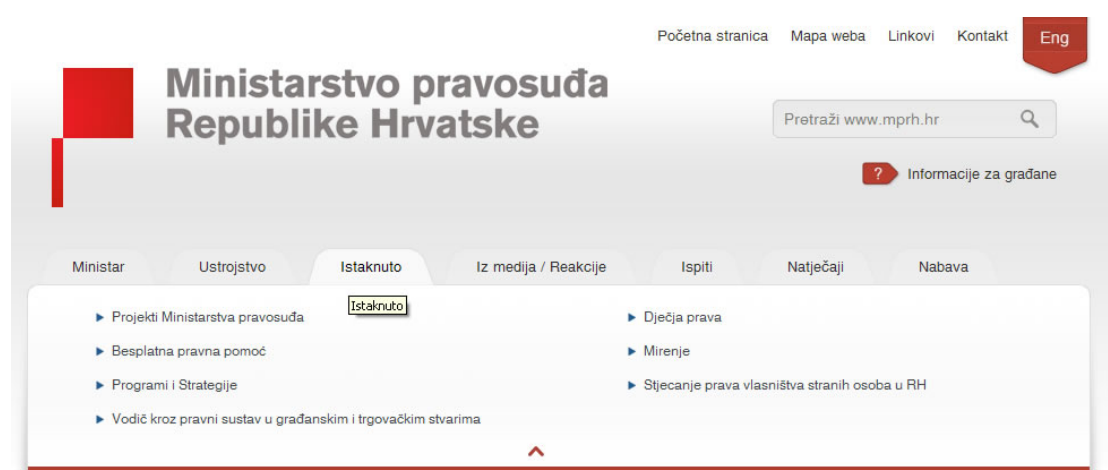 Početna stranica Mapa weba Linkovi Kontakt Eng
Ministarstvo pravosuđa
Republike Hrvatske
Pretraži www.mprh.hr
? Informacije za građane
Ministar Ustrojstvo Istaknuto Iz medija / Reakcije Ispiti Natječaji Nabava
Istaknuto
Projekti Ministarstva pravosuđa
Besplatna pravna pomoć
Programi i Strategije
Vodič kroz pravni sustav u građanskim i trgovačkim stvarima
Dječja prava
Mirenje
Stjecanje prava vlasništva stranih osoba u RH